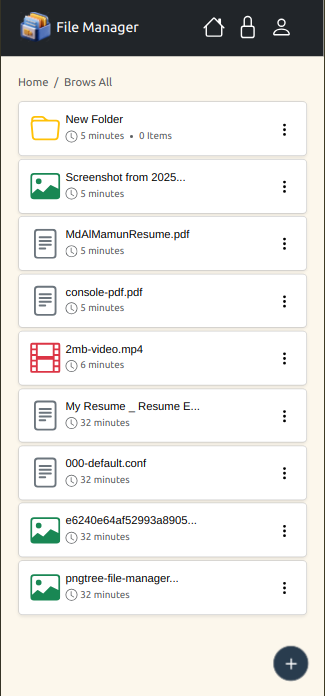 File Manager
Home / Brows All
New Folder
5 minutes • 0 Items
Screenshot from 2025...
5 minutes
MdAlMamunResume.pdf
5 minutes
console-pdf.pdf
5 minutes
2mb-video.mp4
6 minutes
My Resume _ Resume E...
32 minutes
000-default.conf
32 minutes
e6240e64af52993a8905...
32 minutes
pngtree-file-manager...
32 minutes